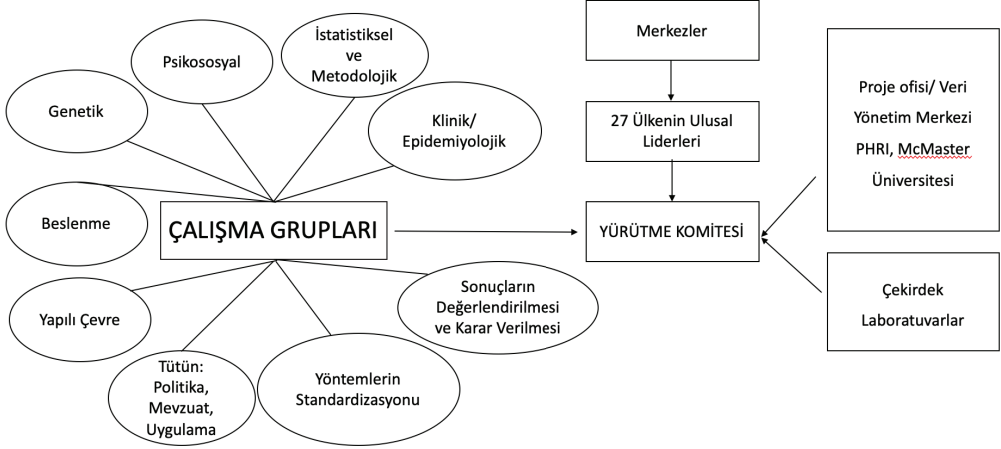 İstatistiksel
ve
Metodolojik
Psikososyal
Genetik
Klinik/
Epidemiyolojik
Beslenme
ÇALIŞMA GRUPLARI
Yapılı Çevre
Sonuçların
Değerlendirilmesi
ve Karar Verilmesi
Tütün:
Politika,
Mevzuat,
Uygulama
Yöntemlerin
Standardizasyonu
Merkezler
27 Ülkenin Ulusal
Liderleri
YÜRÜTME KOMİTESİ
Proje ofisi/ Veri
Yönetim Merkezi
PHRI, McMaster
Üniversitesi
Çekirdek
Laboratuvarlar